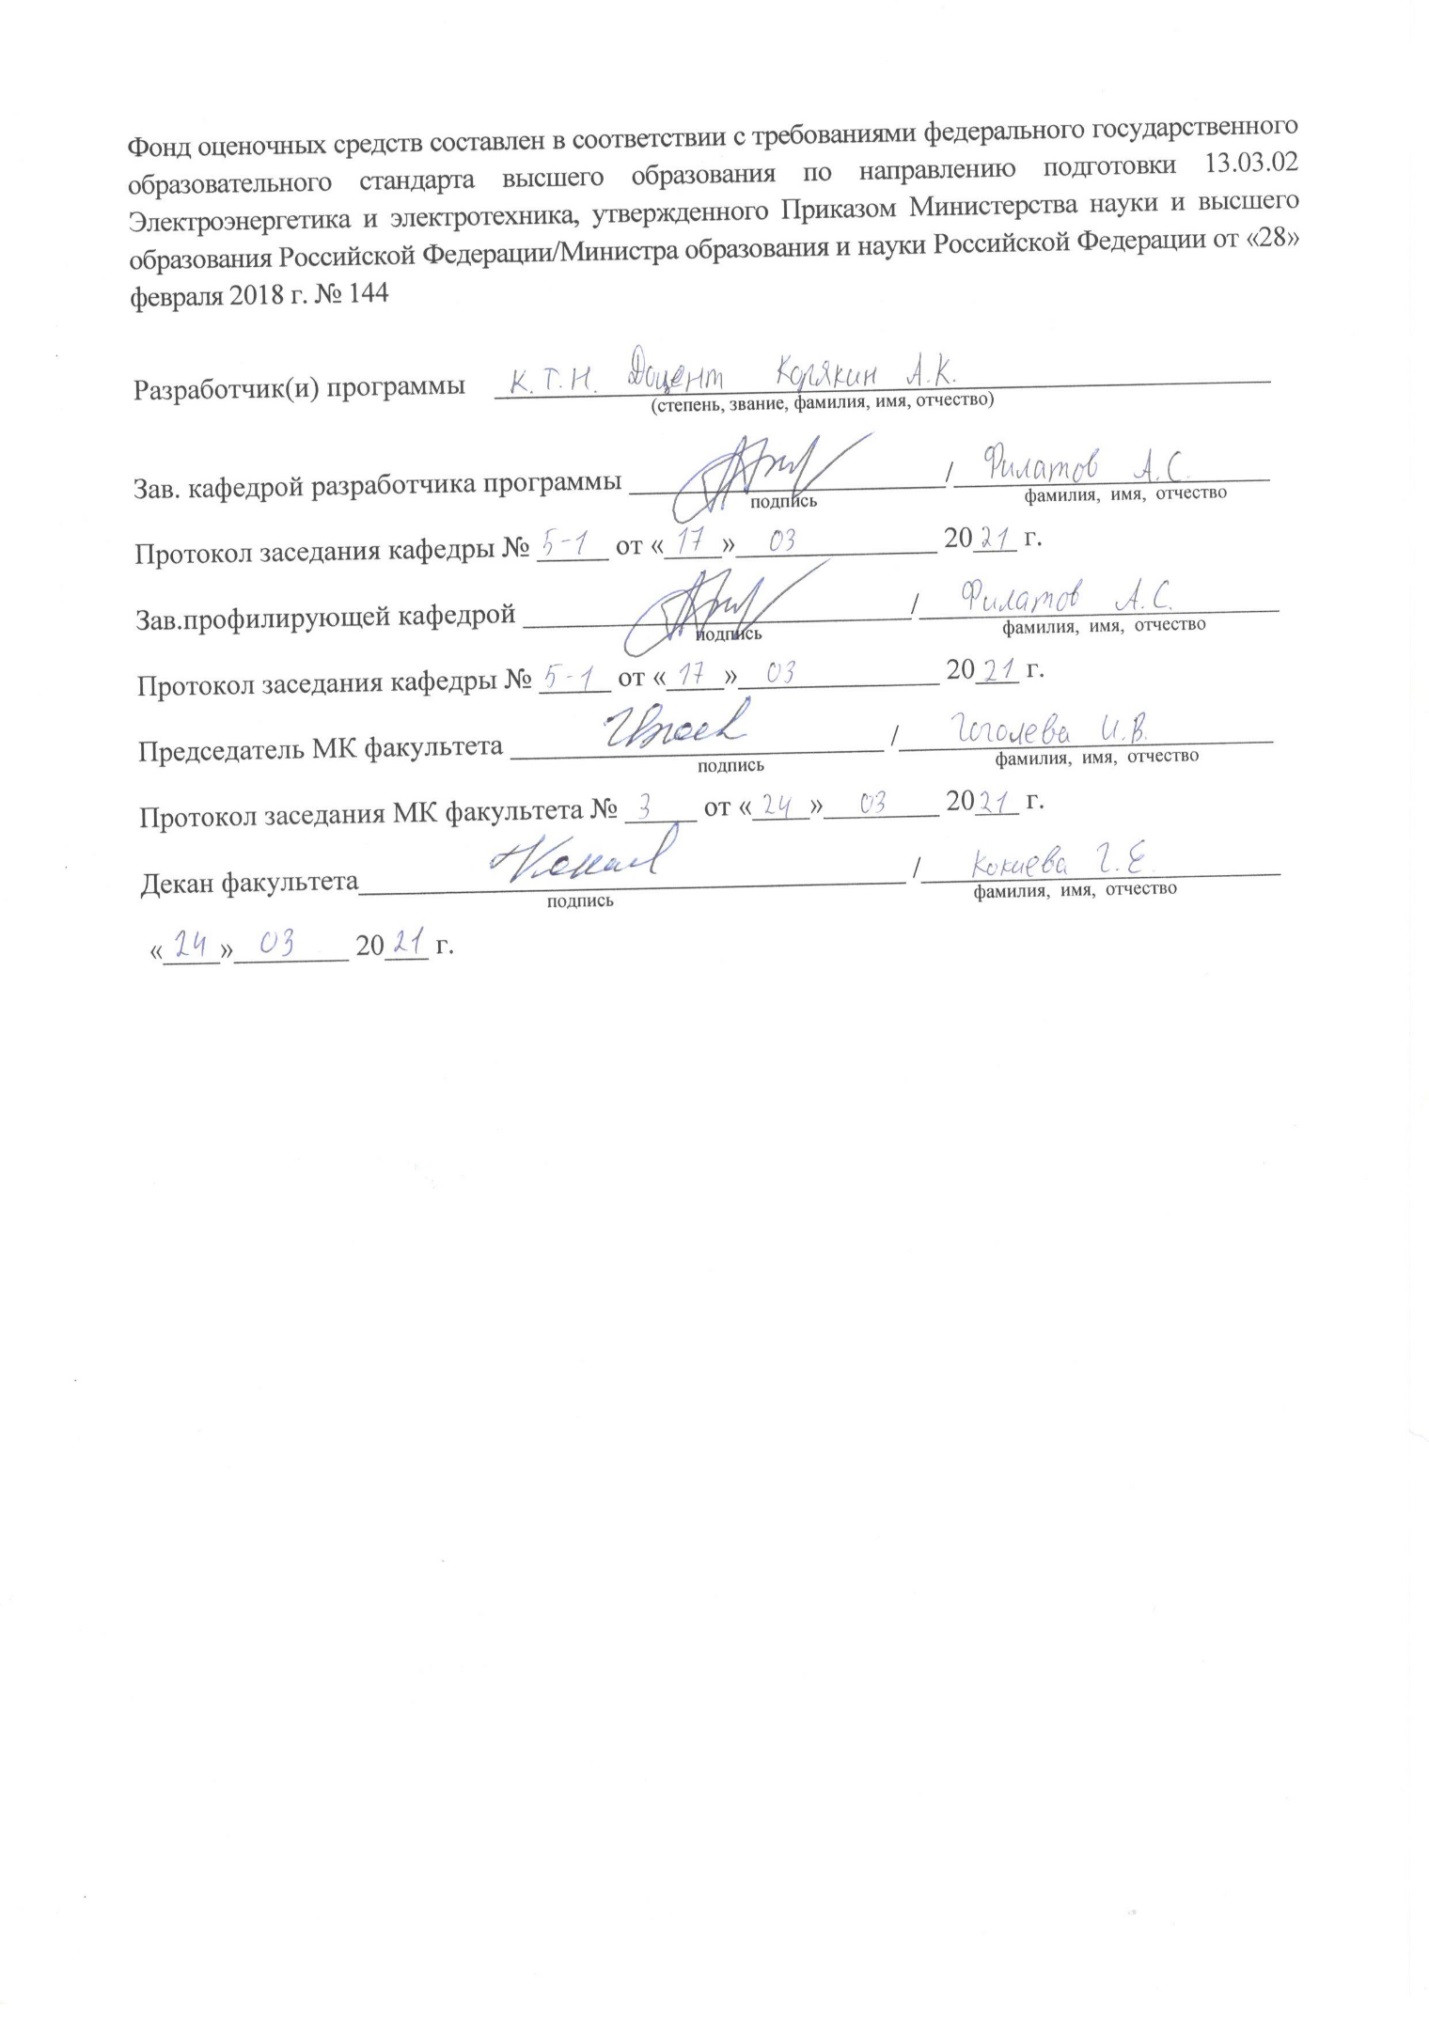 Фонд оценочных средств составлен в соответствии с требованиями федерального государственного
образовательного стандарта высшего образования по направлению подготовки 13.03.02
Электроэнергетика и электротехника, утвержденного Приказом Министерства науки и высшего
образования Российской Федерации/Министра образования и науки Российской Федерации от «28»
февраля 2018 г. № 144
Разработчик(и) программы К.Т.Н. Доцент Корякин А.К.
(степень, звание, фамилия, имя, отчество)
Зав. кафедрой разработчика программы / Филатов А.С.
подпись фамилия, имя, отчество
Протокол заседания кафедры № 5-1 от «17» 03 2021 г.
Зав.профилирующей кафедрой / Филатов А.С.
подпись фамилия, имя, отчество
Протокол заседания кафедры № 5-1 от «17» 03 2021 г.
Председатель МК факультета / Гоголева И.В.
подпись фамилия, имя, отчество
Протокол заседания МК факультета № 3 от «24» 03 2021 г.
Декан факультета / Кокиева Г.Е.
подпись фамилия, имя, отчество
«24» 03 2021 г.